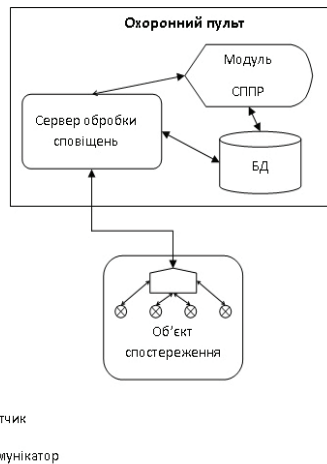 Охоронний пульт
Модуль
СППР
Сервер обробки
сповіщень
БД
Об'єкт
спостереження
тчик
мунікатор